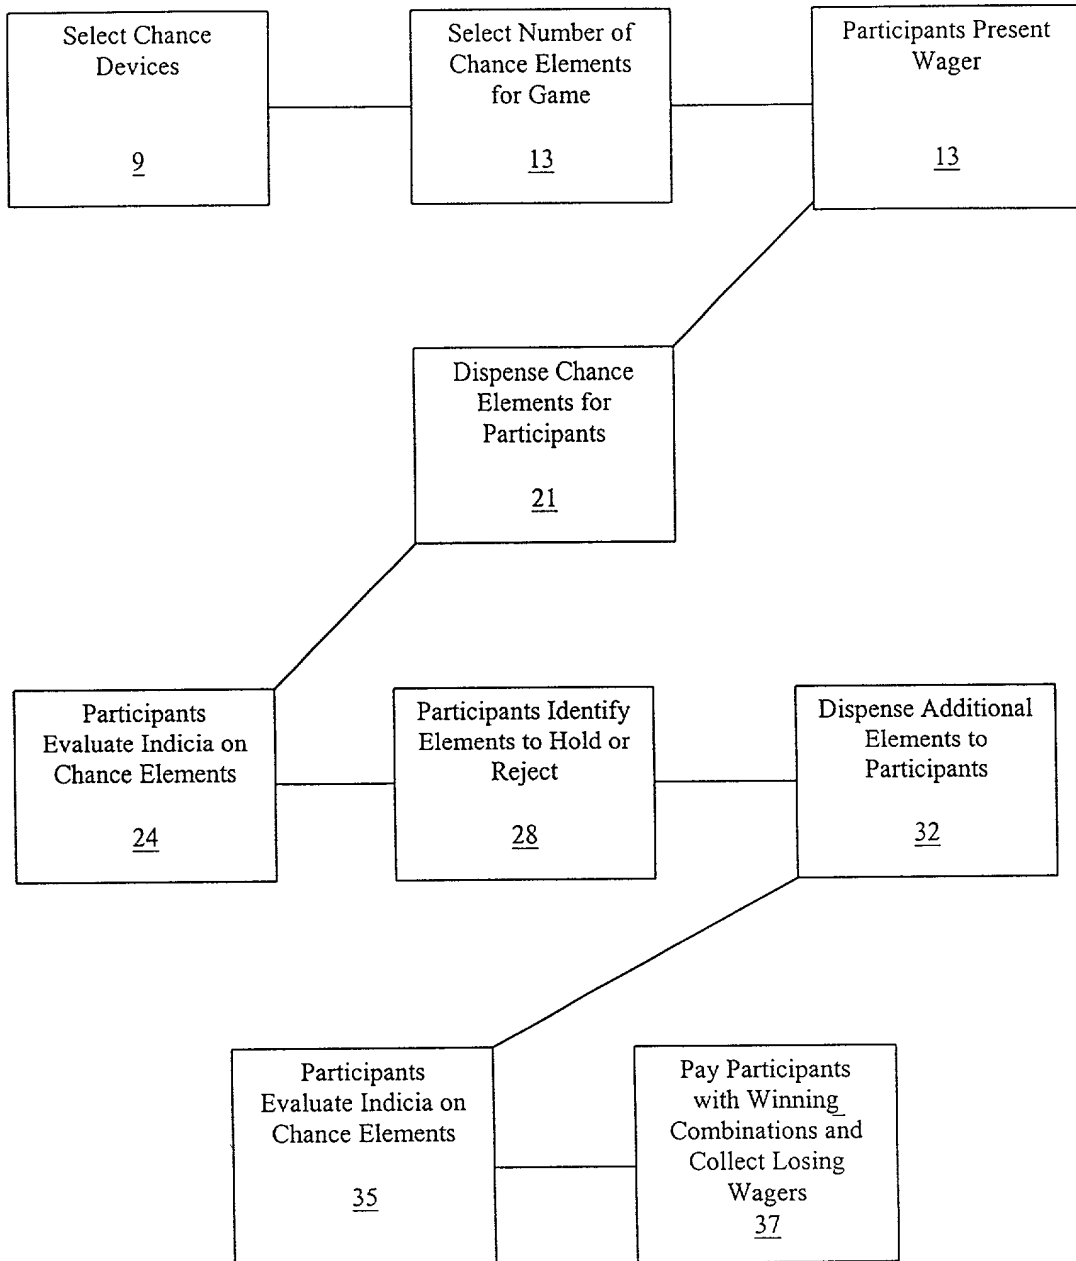 Select Chance
Devices
9
Select Number of
Chance Elements
for Game
13
Participants Present
Wager
13
Dispense Chance
Elements for
Participants
21
Participants
Evaluate Indicia on
Chance Elements
24
Participants Identify
Elements to Hold or
Reject
28
Dispense Additional
Elements to
Participants
32
Participants
Evaluate Indicia on
Chance Elements
35
Pay Participants
with Winning
Combinations and
Collect Losing
Wagers
37